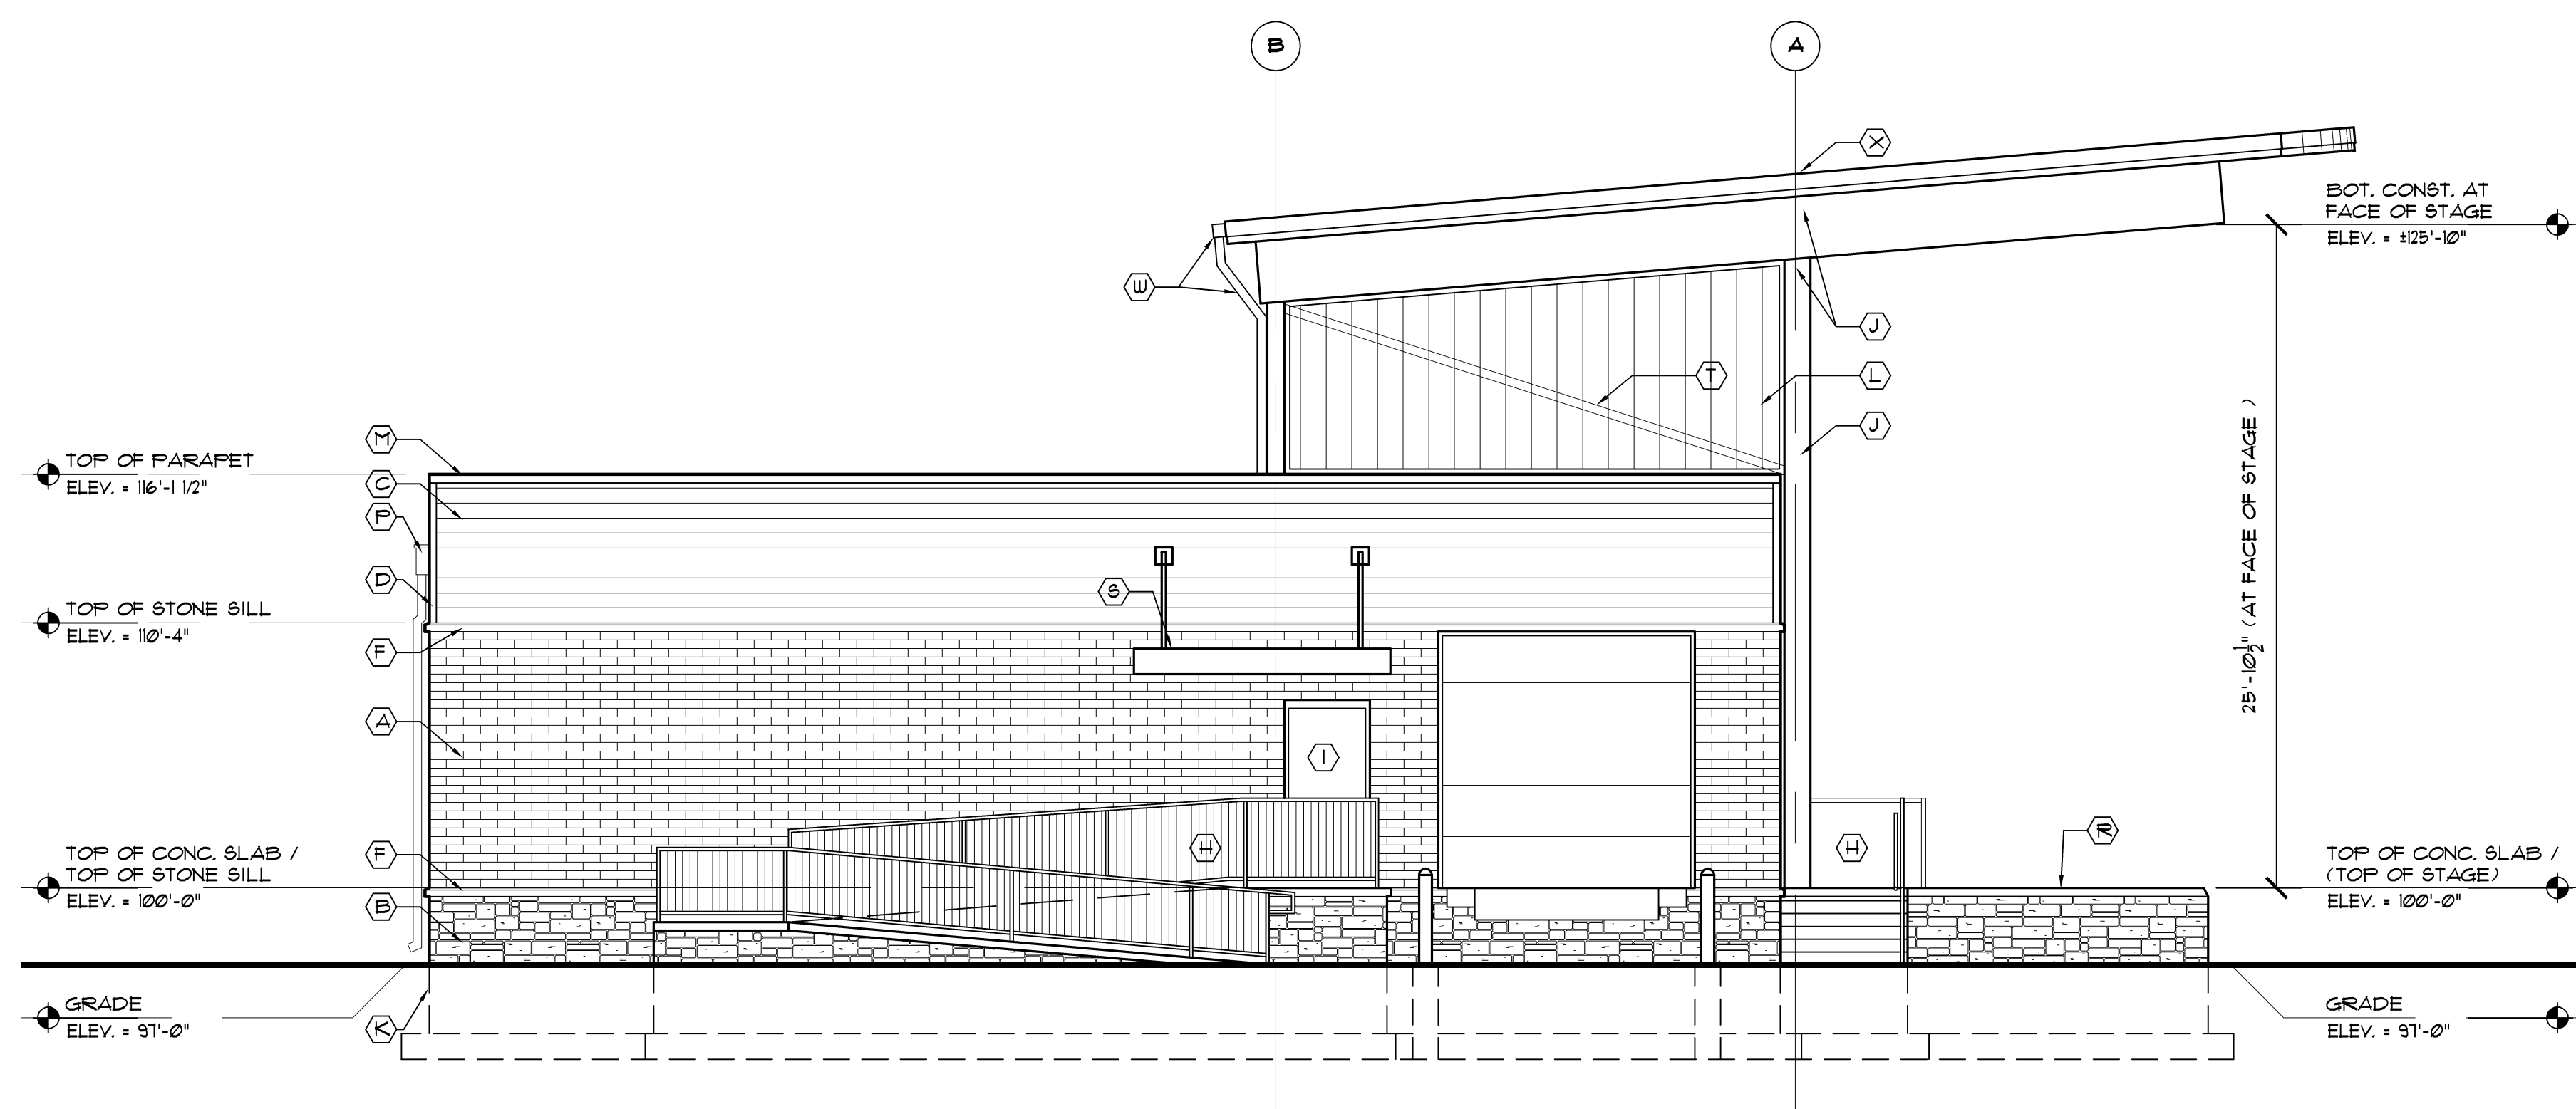 B
A
X
BOT. CONST. AT
FACE OF STAGE
ELEV. = ±125'-10"
W
J
T
L
J
M
TOP OF PARAPET
ELEV. = 116'-1 1/2"
C
P
D
S
TOP OF STONE SILL
ELEV. = 110'-4"
F
25'-10 1/2" ( AT FACE OF STAGE )
A
I
H
H
R
TOP OF CONC. SLAB /
TOP OF STONE SILL
ELEV. = 100'-0"
F
B
TOP OF CONC. SLAB /
(TOP OF STAGE)
ELEV. = 100'-0"
GRADE
ELEV. = 97'-0"
K
GRADE
ELEV. = 97'-0"